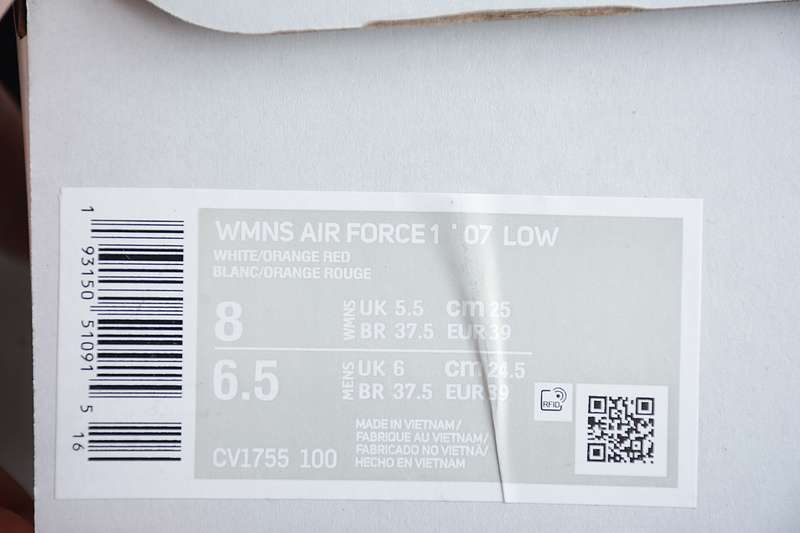 WMNS AIR FORCE 1 ' 07 LOW
WHITE/ORANGE RED
BLANC/ORANGE ROUGE
8
WMNS
UK 5.5 cm 25
BR 37.5 EUR 39
6.5
MENS
UK 6 cm 24.5
BR 37.5 EUR 39
CV1755 100
MADE IN VIETNAM/
FABRIQUE AU VIETNAM/
FABRICADO NO VIETNA/
HECHO EN VIETNAM
RFID
1 93150 51091 5 16